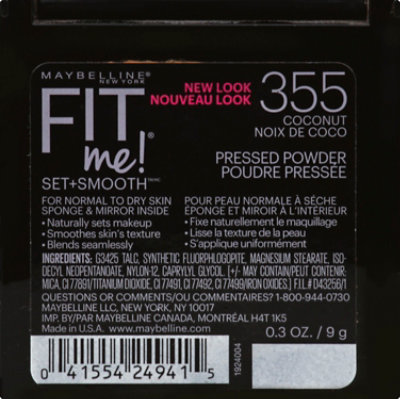 MAYBELLINE
NEW YORK
FIT
me!®
SET+SMOOTH
NEW LOOK
NOUVEAU LOOK
355
COCONUT
NOIX DE COCO
PRESSED POWDER
POUDRE PRESSÉE
FOR NORMAL TO DRY SKIN
SPONGE & MIRROR INSIDE
• Naturally sets makeup
• Smoothes skin's texture
• Blends seamlessly
POUR PEAU NORMALE À SÈCHE
ÉPONGE ET MIROIR À L'INTÉRIEUR
• Fixe naturellement le maquillage
• Lisse la texture de la peau
• S'applique uniformément
INGREDIENTS: G3425 TALC, SYNTHETIC FLUORPHLOGOPITE, MAGNESIUM STEARATE, ISO-
DECYL NEOPENTANOATE, NYLON-12, CAPRYLYL GLYCOL. [+/- MAY CONTAIN/PEUT CONTENIR:
MICA, CI 77891/TITANIUM DIOXIDE, CI 77491, CI 77492, CI 77499/IRON OXIDES.] F.I.L. # D43256/1
QUESTIONS OR COMMENTS/OU COMMENTAIRES? 1-800-944-0730
MAYBELLINE LLC, NEW YORK, NY 10017
IMP. BY/PAR MAYBELLINE CANADA, MONTRÉAL H4T 1K5
Made in U.S.A. www.maybelline.com
0.3 OZ. / 9 g
1924004
0 41554 24941 5